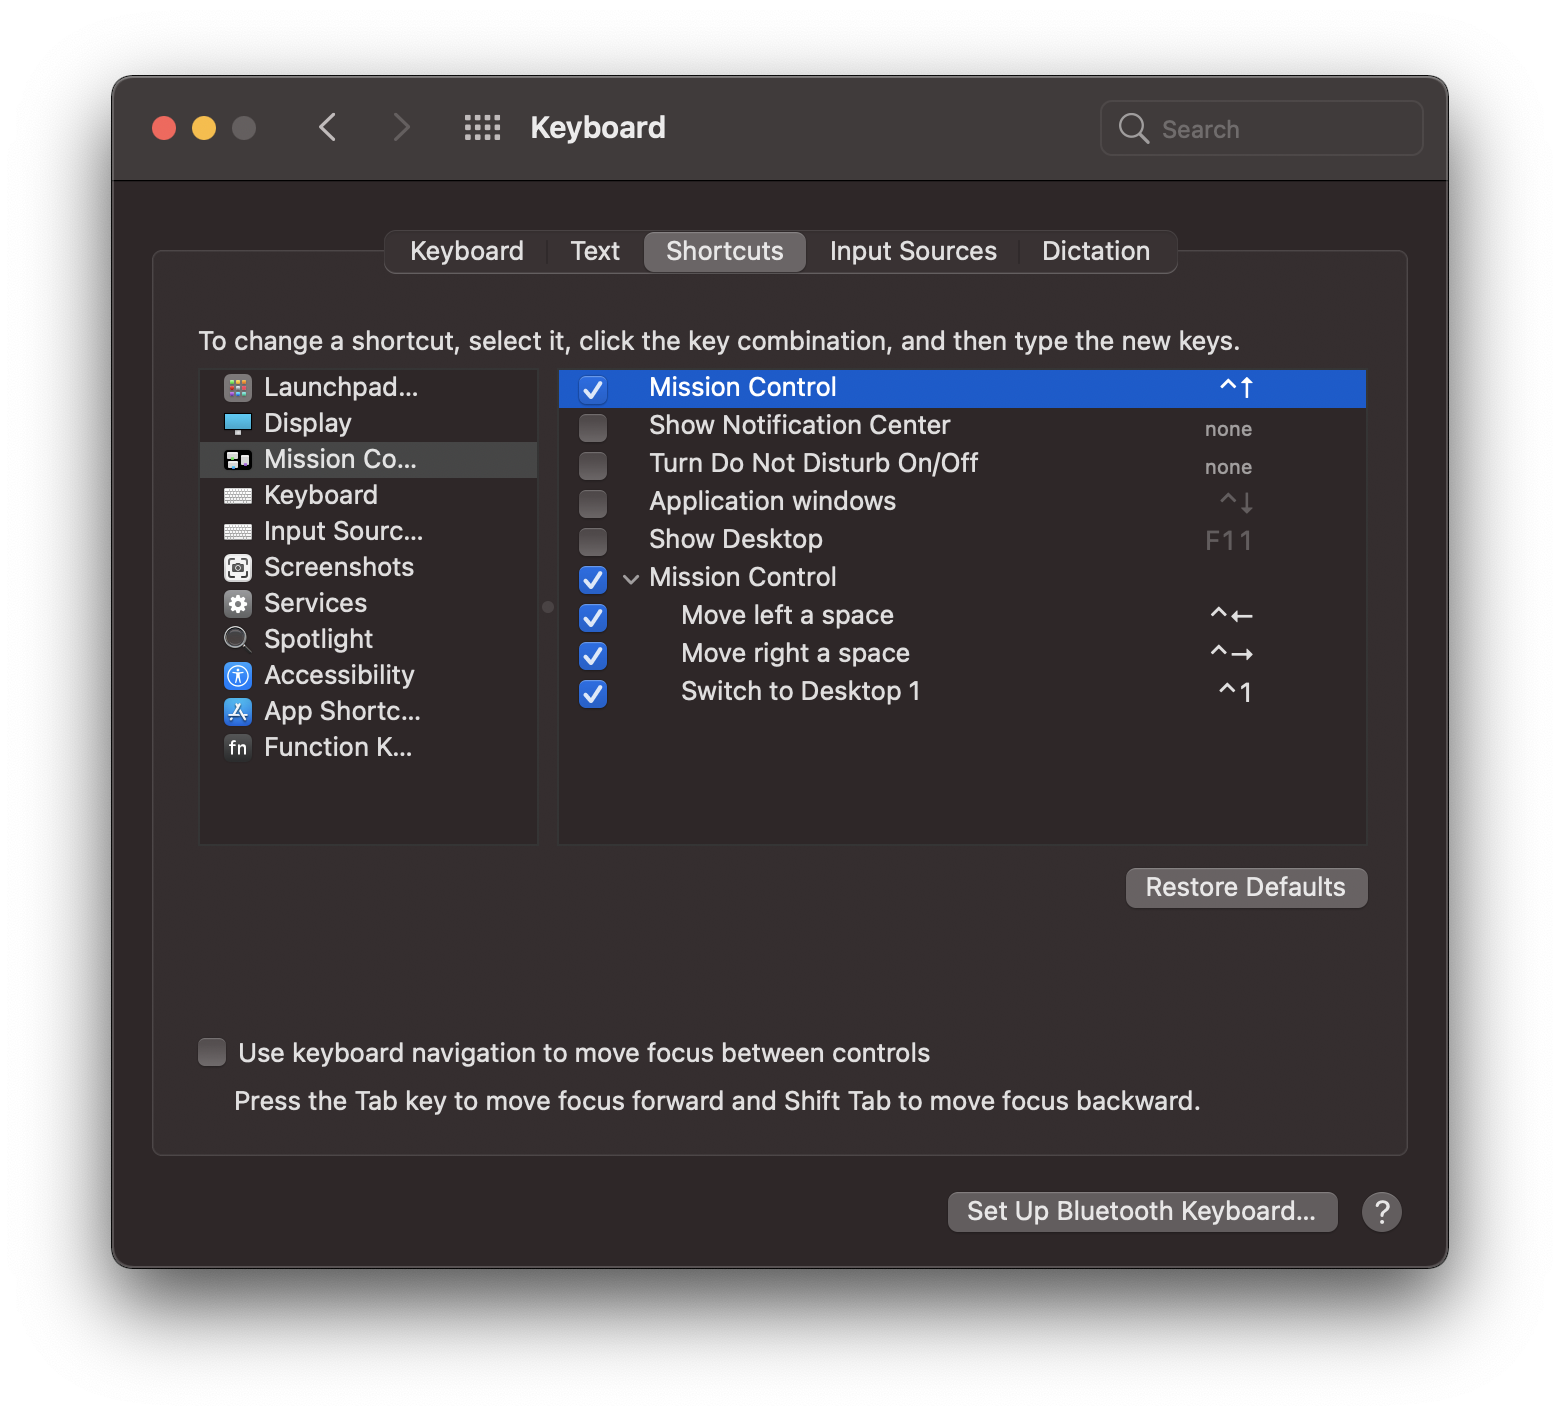 Keyboard
Search
Keyboard
Text
Shortcuts
Input Sources
Dictation
To change a shortcut, select it, click the key combination, and then type the new keys.
Launchpad...
Display
Mission Co...
Keyboard
Input Sourc...
Screenshots
Services
Spotlight
Accessibility
App Shortc...
fn Function K...
Mission Control ^↑
Show Notification Center none
Turn Do Not Disturb On/Off none
Application windows ^↓
Show Desktop F11
Mission Control
Move left a space ^←
Move right a space ^→
Switch to Desktop 1 ^1
Restore Defaults
Use keyboard navigation to move focus between controls
Press the Tab key to move focus forward and Shift Tab to move focus backward.
Set Up Bluetooth Keyboard...
?